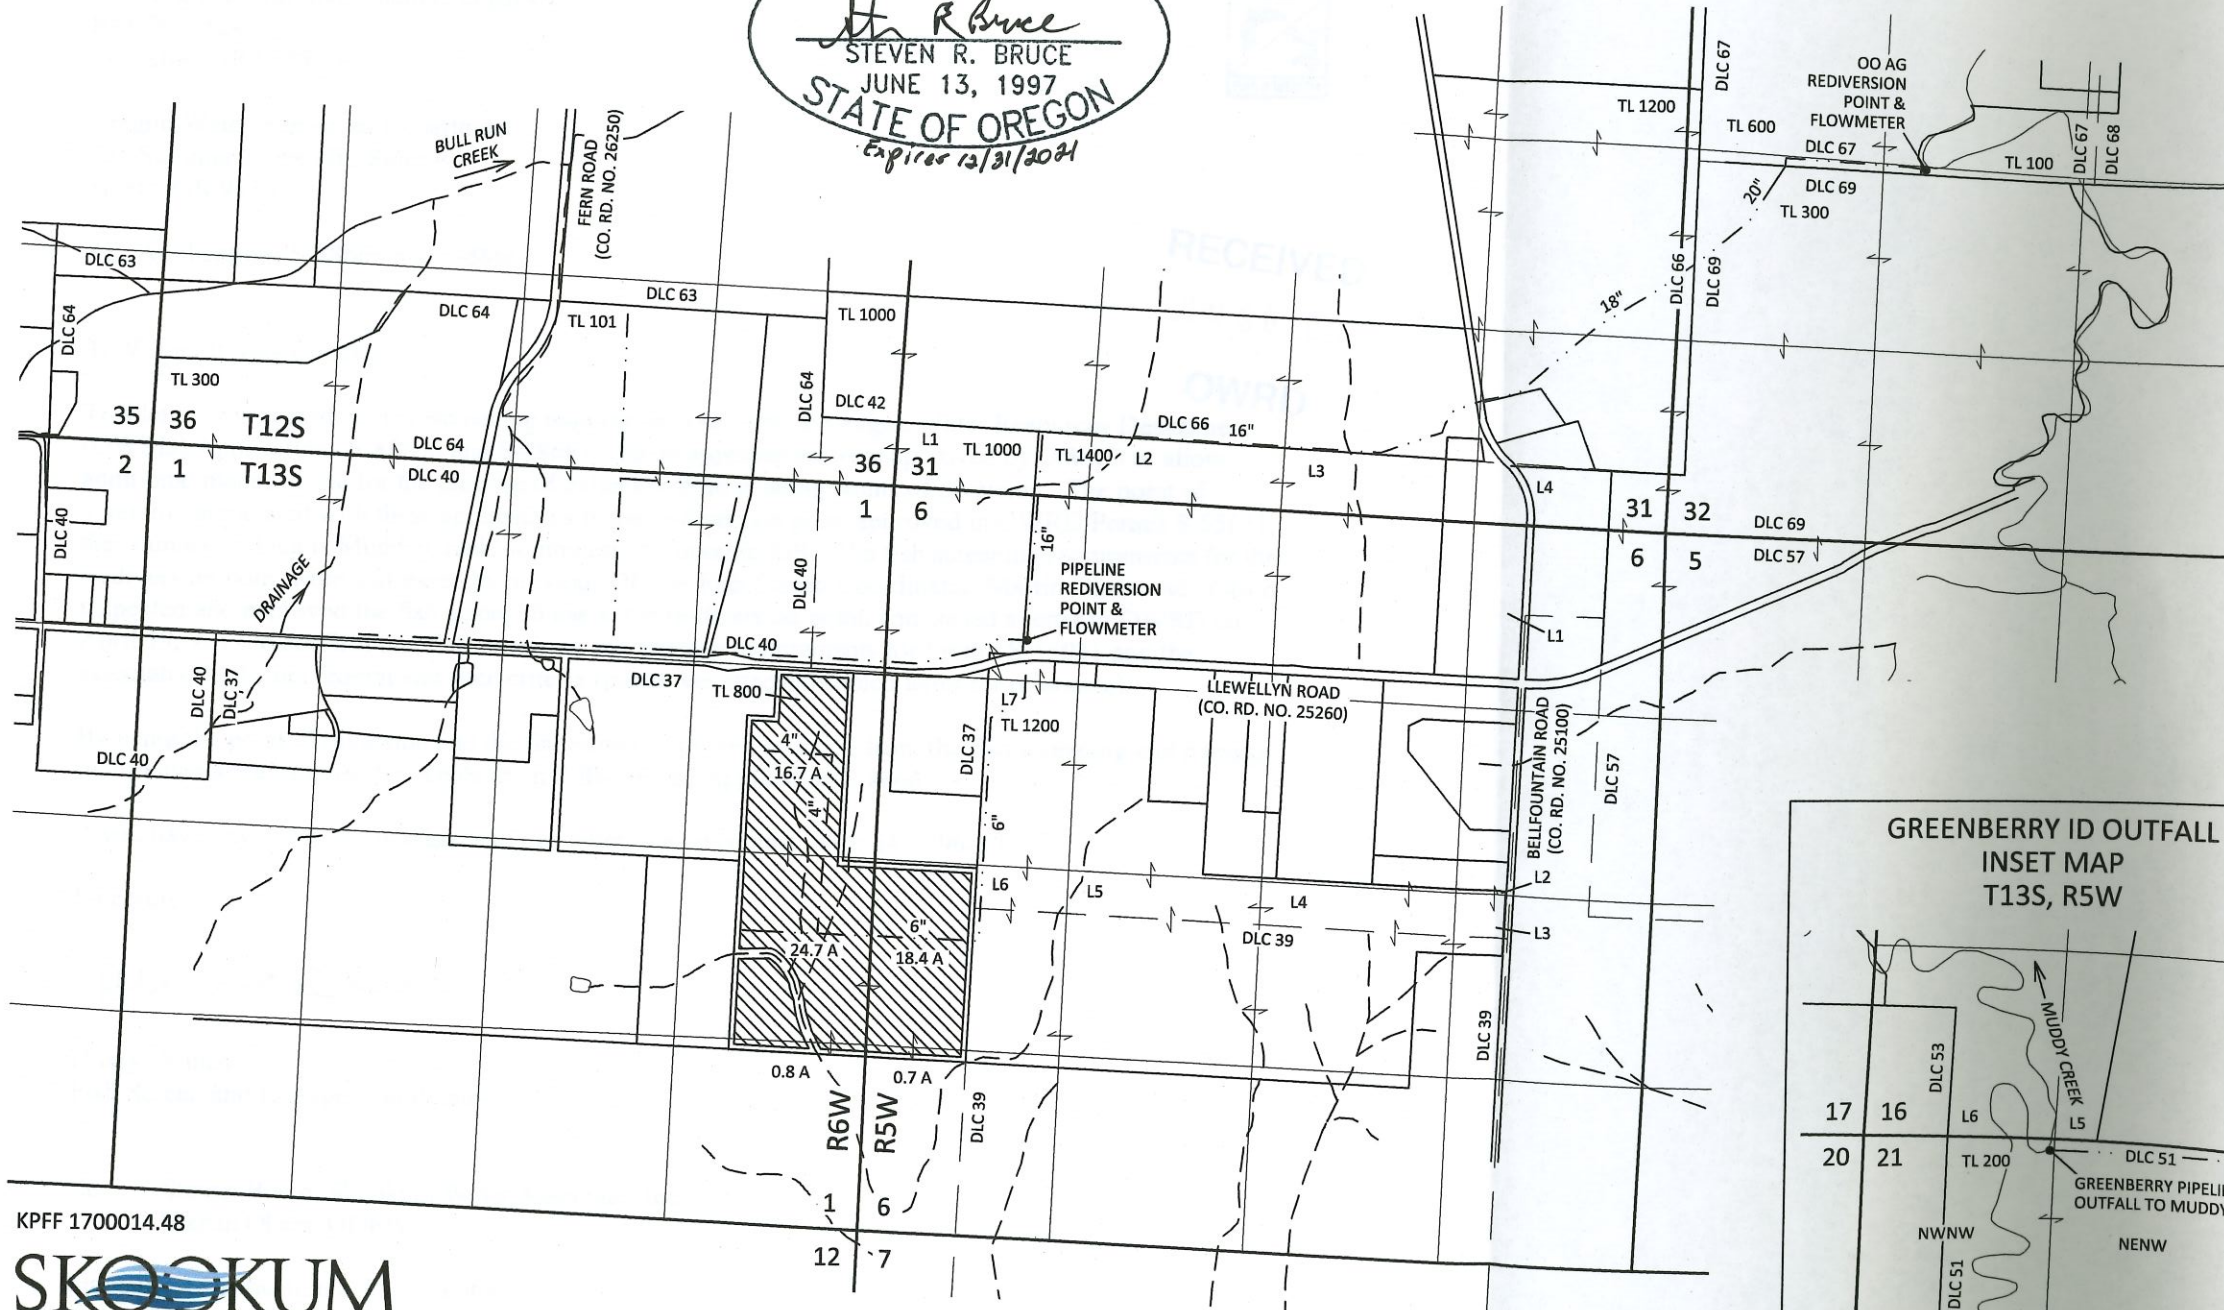 R Bruce
STEVEN R. BRUCE
JUNE 13, 1997
STATE OF OREGON
Expires 12/31/2021
RECEIVED
OWRD
BULL RUN
CREEK
FERN ROAD
(CO. RD. NO. 26250)
DLC 67
OO AG
REDIVERSION
POINT &
FLOWMETER
TL 1200
TL 600
DLC 67
TL 100
DLC 67
DLC 68
DLC 69
20"
TL 300
DLC 63
DLC 64
DLC 64
DLC 63
TL 101
TL 1000
DLC 66
DLC 69
18"
TL 300
DLC 64
DLC 42
DLC 66
16"
35
36
T12S
DLC 64
L1
TL 1000
TL 1400
L2
L3
2
1
T13S
DLC 40
36
31
L4
31
32
DLC 69
DLC 40
1
6
16"
6
5
DLC 57
DRAINAGE
DLC 40
PIPELINE
REDIVERSION
POINT &
FLOWMETER
L1
DLC 40
DLC 40
DLC 37
DLC 37
TL 800
L7
TL 1200
LLEWELLYN ROAD
(CO. RD. NO. 25260)
DLC 40
4"
16.7 A
4"
DLC 37
6"
BELLFOUNTAIN ROAD
(CO. RD. NO. 25100)
DLC 57
L6
L5
L4
L2
6"
24.7 A
18.4 A
DLC 39
L3
0.8 A
0.7 A
DLC 39
DLC 39
R6W
R5W
1
6
12
7
GREENBERRY ID OUTFALL
INSET MAP
T13S, R5W
MUDDY CREEK
DLC 53
17
16
L6
L5
20
21
TL 200
DLC 51
GREENBERRY
OUTFALL TO
NWNW
NENW
DLC 51
KPFF 1700014.48
SKOOKUM